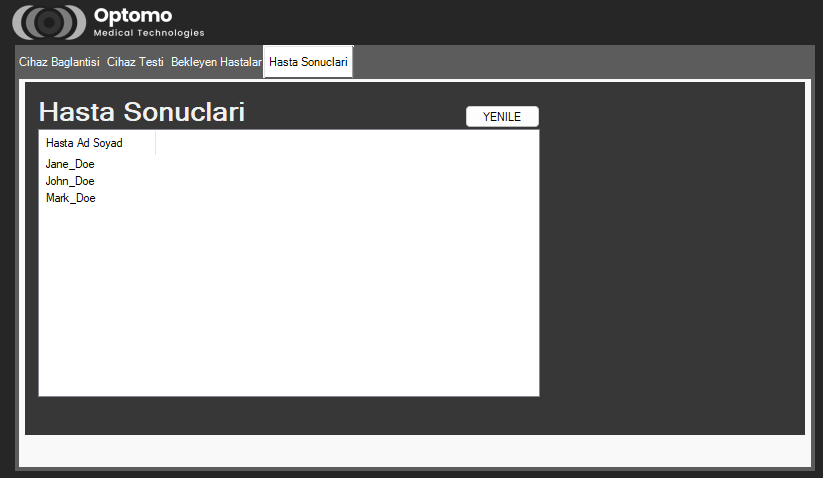 Optomo
Medical Technologies
Cihaz Baglantisi Cihaz Testi Bekleyen Hastalar Hasta Sonuclari
Hasta Sonuclari
YENILE
Hasta Ad Soyad
Jane_Doe
John_Doe
Mark_Doe